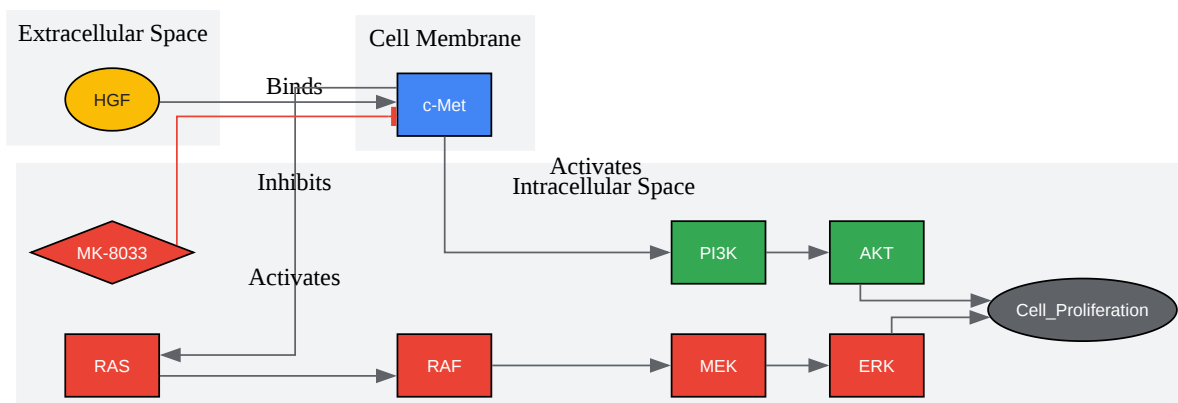 Extracellular Space
Cell Membrane
HGF
Binds
c-Met
Inhibits
Activates
Intracellular Space
MK-8033
PI3K
AKT
Activates
Cell_Proliferation
RAS
RAF
MEK
ERK